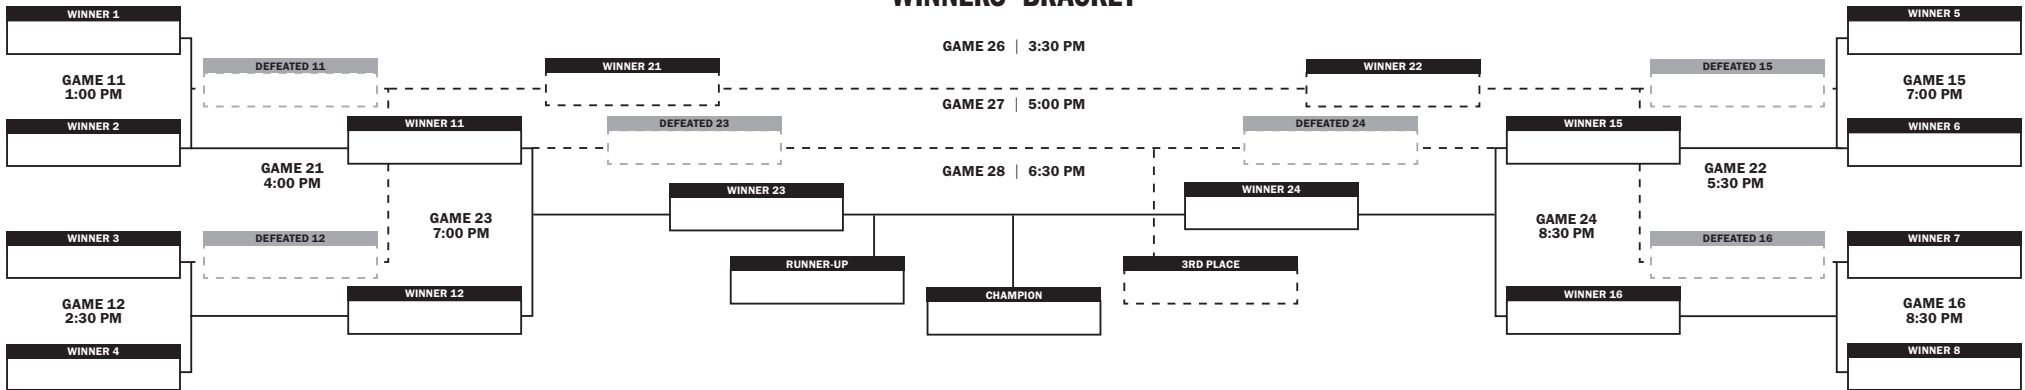 WINNERS' BRACKET
WINNER 1
WINNER 5
GAME 26 | 3:30 PM
DEFEATED 11
WINNER 21
WINNER 22
DEFEATED 15
GAME 11
1:00 PM
GAME 15
7:00 PM
GAME 27 | 5:00 PM
WINNER 2
WINNER 11
DEFEATED 23
DEFEATED 24
WINNER 15
WINNER 6
GAME 21
4:00 PM
GAME 28 | 6:30 PM
GAME 22
5:30 PM
WINNER 23
WINNER 24
GAME 23
7:00 PM
GAME 24
8:30 PM
WINNER 3
DEFEATED 12
DEFEATED 16
WINNER 7
RUNNER-UP
3RD PLACE
WINNER 12
CHAMPION
WINNER 16
GAME 12
2:30 PM
GAME 16
8:30 PM
WINNER 4
WINNER 8